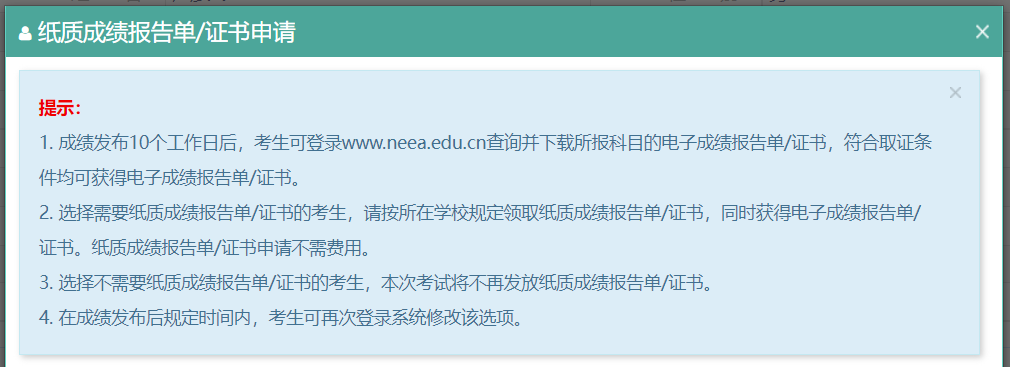 纸质成绩报告单/证书申请
提示：
1. 成绩发布10个工作日后，考生可登录www.neea.edu.cn查询并下载所报科目的电子成绩报告单/证书，符合取证条
件均可获得电子成绩报告单/证书。
2. 选择需要纸质成绩报告单/证书的考生，请按所在学校规定领取纸质成绩报告单/证书，同时获得电子成绩报告单/
证书。纸质成绩报告单/证书申请不需费用。
3. 选择不需要纸质成绩报告单/证书的考生，本次考试将不再发放纸质成绩报告单/证书。
4. 在成绩发布后规定时间内，考生可再次登录系统修改该选项。